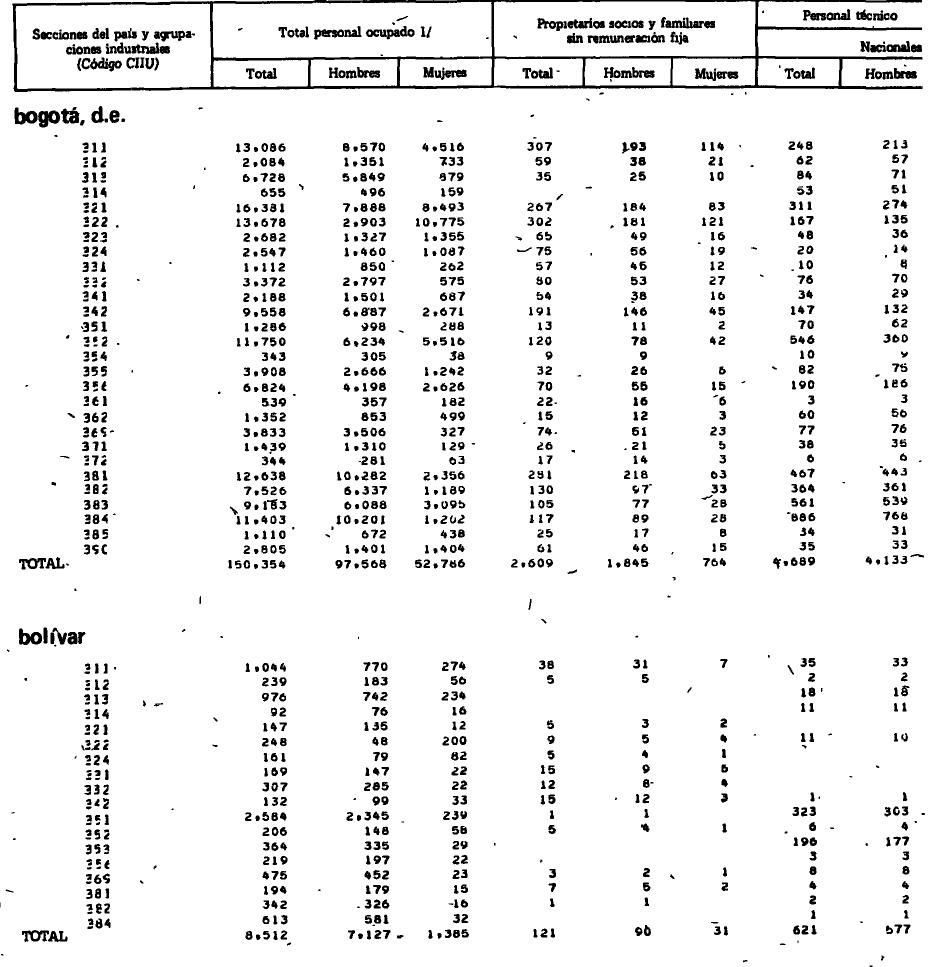 Secciones del país y agrupa-
ciones industriales
(Código CIIU)
Total personal ocupado 1/
Propietarios socios y familiares
sin remuneración fija
Personal técnico
Nacionales
Total Hombres Mujeres Total Hombres Mujeres Total Hombres
bogotá, d.e.
311 13.086 8.570 4.516 307 193 114 248 213
312 2.084 1.351 733 59 38 21 62 57
313 6.728 5.849 879 35 25 10 84 71
314 655 496 159 53 51
321 16.381 7.888 8.493 267 184 83 311 274
322 13.678 2.903 10.775 302 181 121 167 135
323 2.682 1.327 1.355 65 49 16 48 36
324 2.547 1.460 1.087 75 56 19 20 14
331 1.112 850 262 57 45 12 10 8
332 3.372 2.797 575 80 53 27 76 70
341 2.188 1.501 687 54 38 16 34 29
342 9.558 6.887 2.671 191 146 45 147 132
351 1.286 998 288 13 11 2 70 62
352 11.750 6.234 5.516 120 78 42 546 360
354 343 305 38 9 9 10 9
355 3.908 2.666 1.242 32 26 6 82 75
356 6.824 4.198 2.626 70 55 15 190 186
361 539 357 182 22 16 6 3 3
362 1.352 853 499 15 12 3 60 56
369 3.833 3.506 327 74 51 23 77 76
371 1.439 1.310 129 26 21 5 38 35
372 344 281 63 17 14 3 6 6
381 12.638 10.282 2.356 281 218 63 467 443
382 7.526 6.337 1.189 130 97 33 364 361
383 9.183 6.088 3.095 105 77 28 561 539
384 11.403 10.201 1.202 117 89 28 886 768
385 1.110 672 438 25 17 8 34 31
390 2.805 1.401 1.404 61 46 15 35 33
TOTAL 150.354 97.568 52.786 2.609 1.845 764 4.689 4.133
bolívar
311 1.044 770 274 38 31 7 35 33
312 239 183 56 5 5 2 2
313 976 742 234 18 18
314 92 76 16 11 11
321 147 135 12 5 3 2
322 248 48 200 9 5 4 11 10
324 161 79 82 5 4 1
331 169 147 22 15 9 6
332 307 285 22 12 8 4
342 132 99 33 15 12 3 1 1
351 2.584 2.345 239 1 1 323 303
352 206 148 58 5 4 1 6 4
353 364 335 29 196 177
356 219 197 22 3 3
369 475 452 23 3 2 1 8 8
381 194 179 15 7 5 2 4 4
382 342 326 16 1 1 2 2
384 613 581 32 1 1
TOTAL 8.512 7.127 1.385 121 90 31 621 577